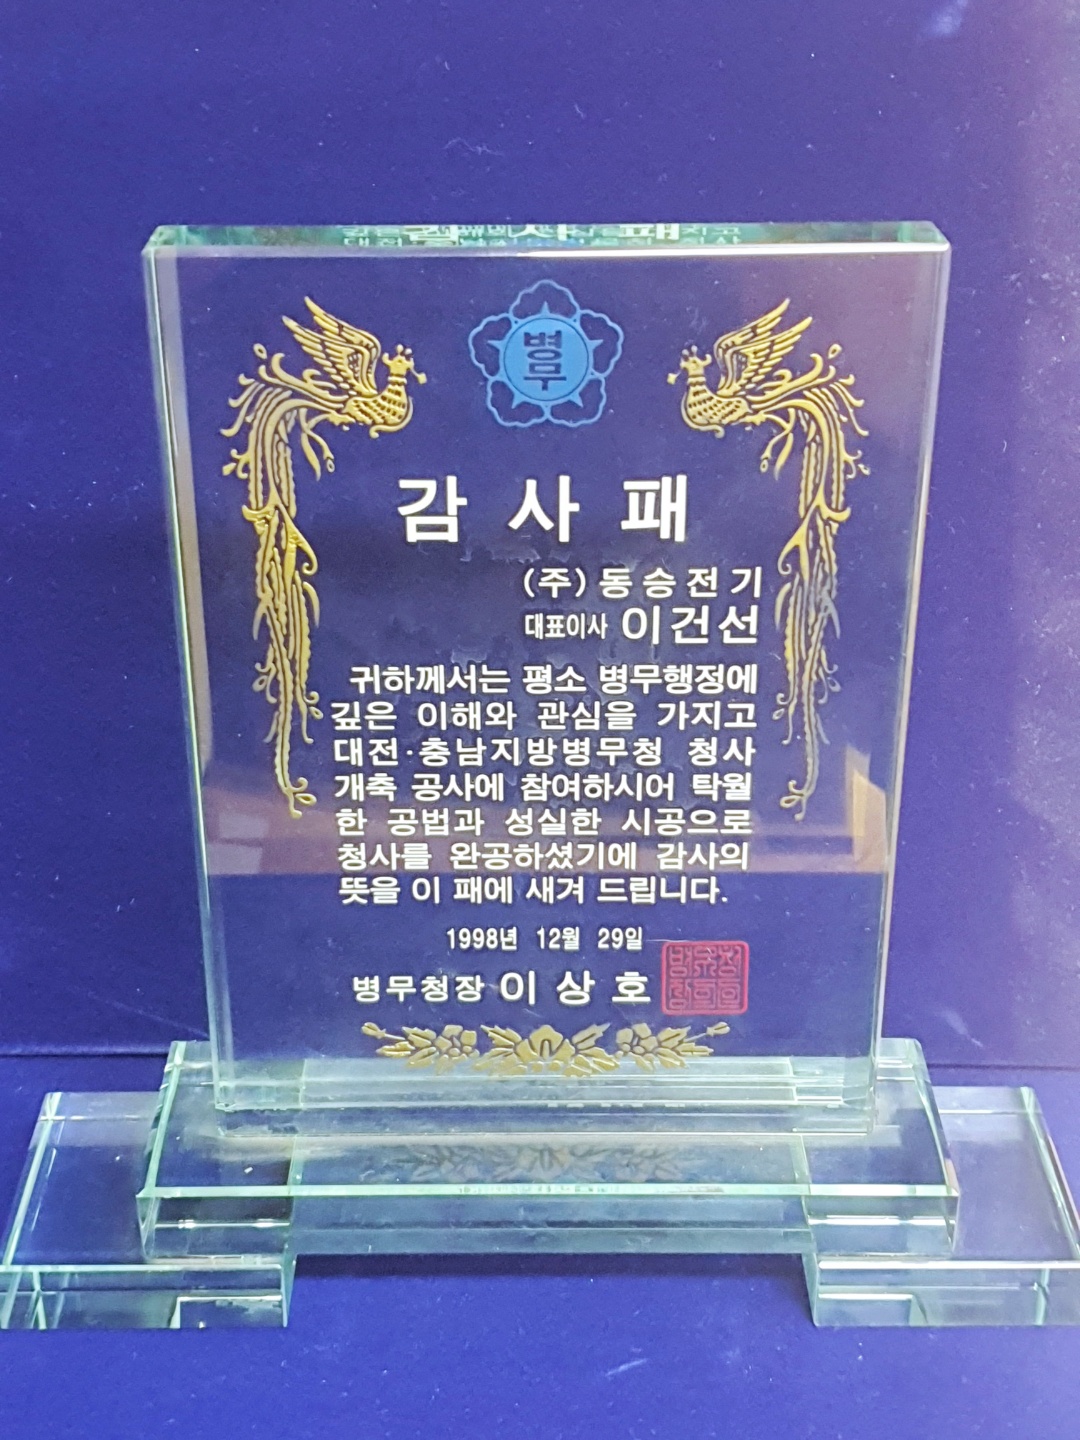 병무
감사패
(주) 동승전기
대표이사 이건선
귀하께서는 평소 병무행정에
깊은 이해와 관심을 가지고
대전·충남지방병무청 청사
개축 공사에 참여하시어 탁월
한 공법과 성실한 시공으로
청사를 완공하셨기에 감사의
뜻을 이 패에 새겨 드립니다.
1998년 12월 29일
병무청장 이상호